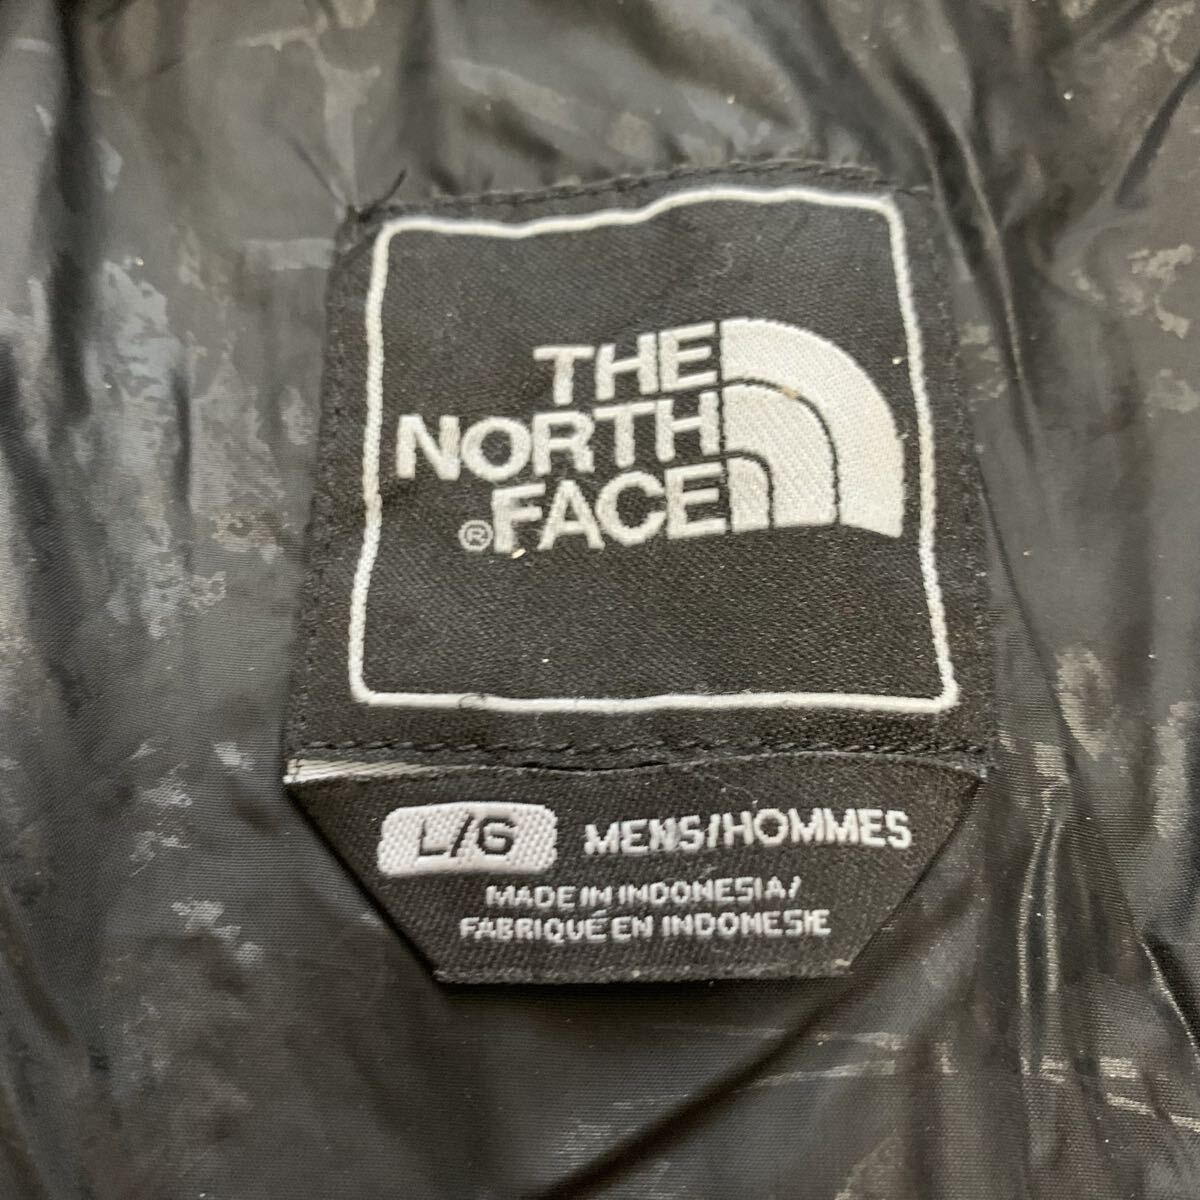 THE
NORTH
® FACE
L/G MENS/HOMMES
MADE IN INDONESIA/
FABRIQUÉ EN INDONESIE